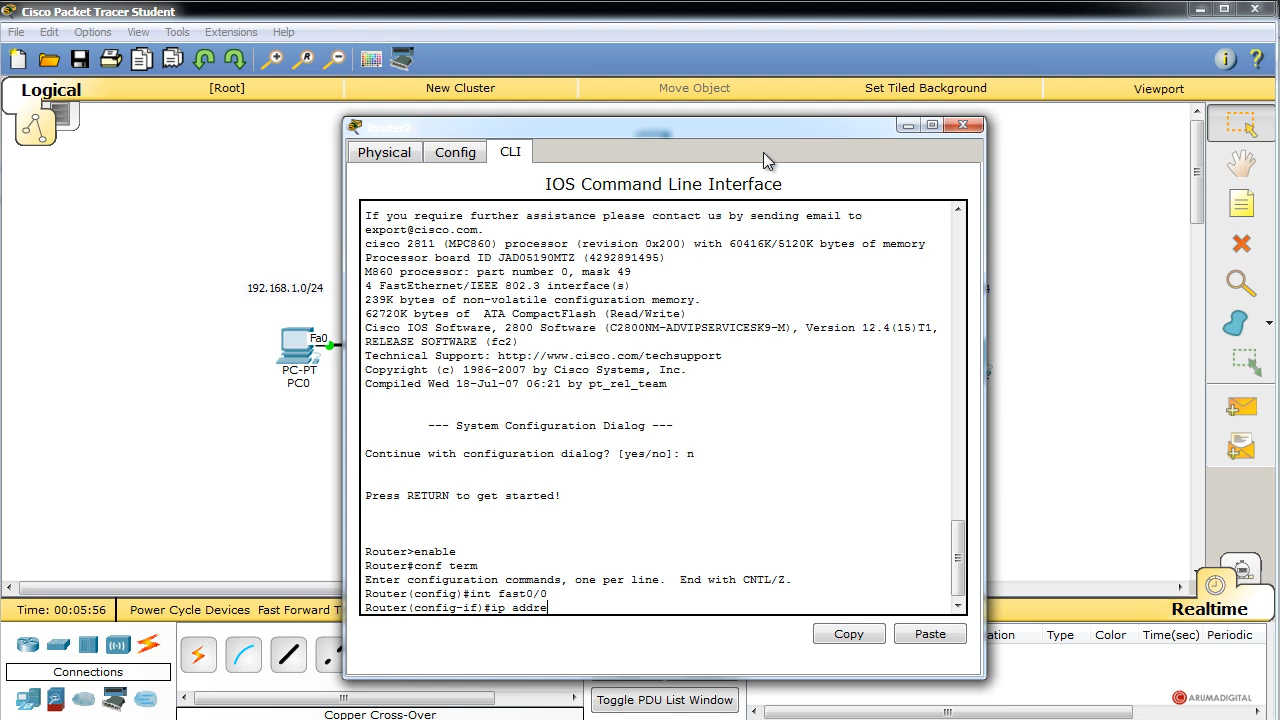 Cisco Packet Tracer Student
File Edit Options View Tools Extensions Help
Logical
[Root]
New Cluster
Move Object
Set Tiled Background
Viewport
Router2
Physical
Config
CLI
IOS Command Line Interface
If you require further assistance please contact us by sending email to
export@cisco.com.
cisco 2811 (MPC860) processor (revision 0x200) with 60416K/5120K bytes of memory
Processor board ID JAD05190MTZ (4292891495)
M860 processor: part number 0, mask 49
4 FastEthernet/IEEE 802.3 interface(s)
239K bytes of non-volatile configuration memory.
62720K bytes of  ATA CompactFlash (Read/Write)
Cisco IOS Software, 2800 Software (C2800NM-ADVIPSERVICESK9-M), Version 12.4(15)T1,
RELEASE SOFTWARE (fc2)
Technical Support: http://www.cisco.com/techsupport
Copyright (c) 1986-2007 by Cisco Systems, Inc.
Compiled Wed 18-Jul-07 06:21 by pt_rel_team
--- System Configuration Dialog ---
Continue with configuration dialog? [yes/no]: n
Press RETURN to get started!
Router>enable
Router#conf term
Enter configuration commands, one per line.  End with CNTL/Z.
Router(config)#int fast0/0
Router(config-if)#ip addre
Copy
Paste
192.168.1.0/24
Fa0
PC-PT
PC0
Time: 00:05:56
Power Cycle Devices Fast Forward T
Realtime
Connections
Copper Cross-Over
Toggle PDU List Window
ation Type Color Time(sec) Periodic
ARUMADIGITAL